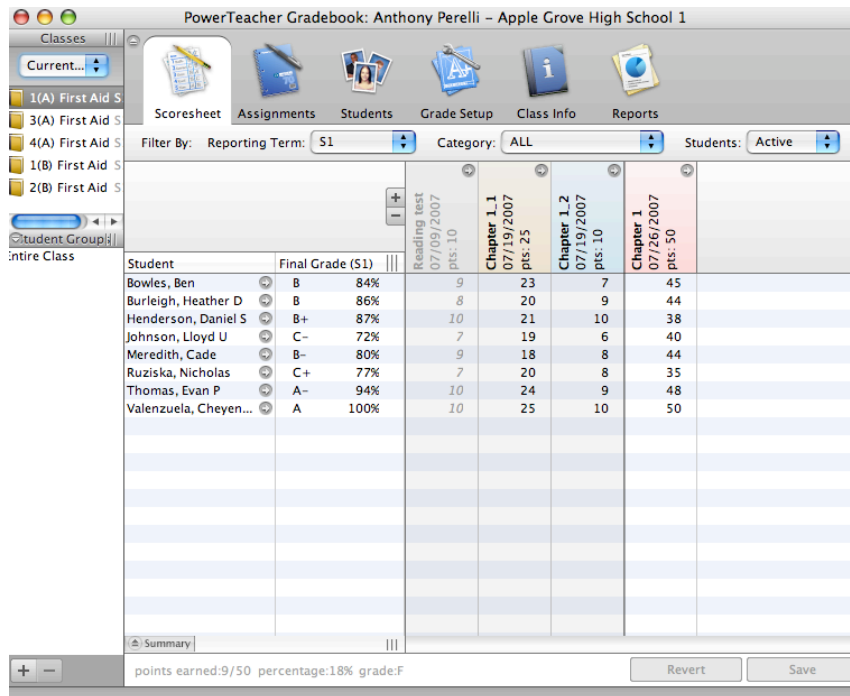 PowerTeacher Gradebook: Anthony Perelli – Apple Grove High School 1
Classes
Current...
1(A) First Aid S
3(A) First Aid S
4(A) First Aid S
1(B) First Aid S
2(B) First Aid S
Student Group
ntire Class
Scoresheet Assignments Students Grade Setup Class Info Reports
Filter By: Reporting Term: S1 Category: ALL Students: Active
Reading test
07/09/2007
pts: 10
Chapter 1_1
07/19/2007
pts: 25
Chapter 1_2
07/19/2007
pts: 10
Chapter 1
07/26/2007
pts: 50
Student Final Grade (S1)
Bowles, Ben B 84% 9 23 7 45
Burleigh, Heather D B 86% 8 20 9 44
Henderson, Daniel S B+ 87% 10 21 10 38
Johnson, Lloyd U C- 72% 7 19 6 40
Meredith, Cade B- 80% 9 18 8 44
Ruziska, Nicholas C+ 77% 7 20 8 35
Thomas, Evan P A- 94% 10 24 9 48
Valenzuela, Cheyen... A 100% 10 25 10 50
Summary
points earned:9/50 percentage:18% grade:F
Revert Save